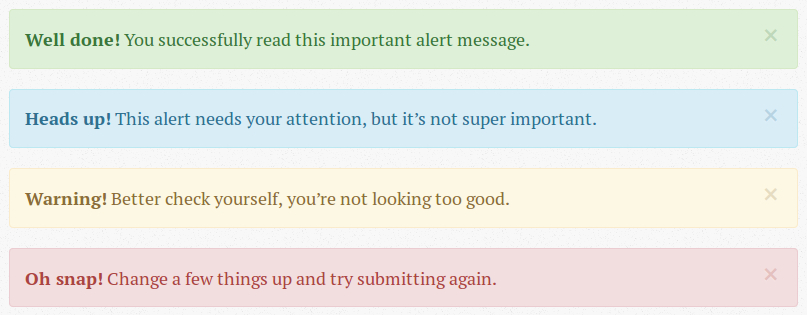 Well done! You successfully read this important alert message. ×
Heads up! This alert needs your attention, but it’s not super important. ×
Warning! Better check yourself, you’re not looking too good. ×
Oh snap! Change a few things up and try submitting again. ×